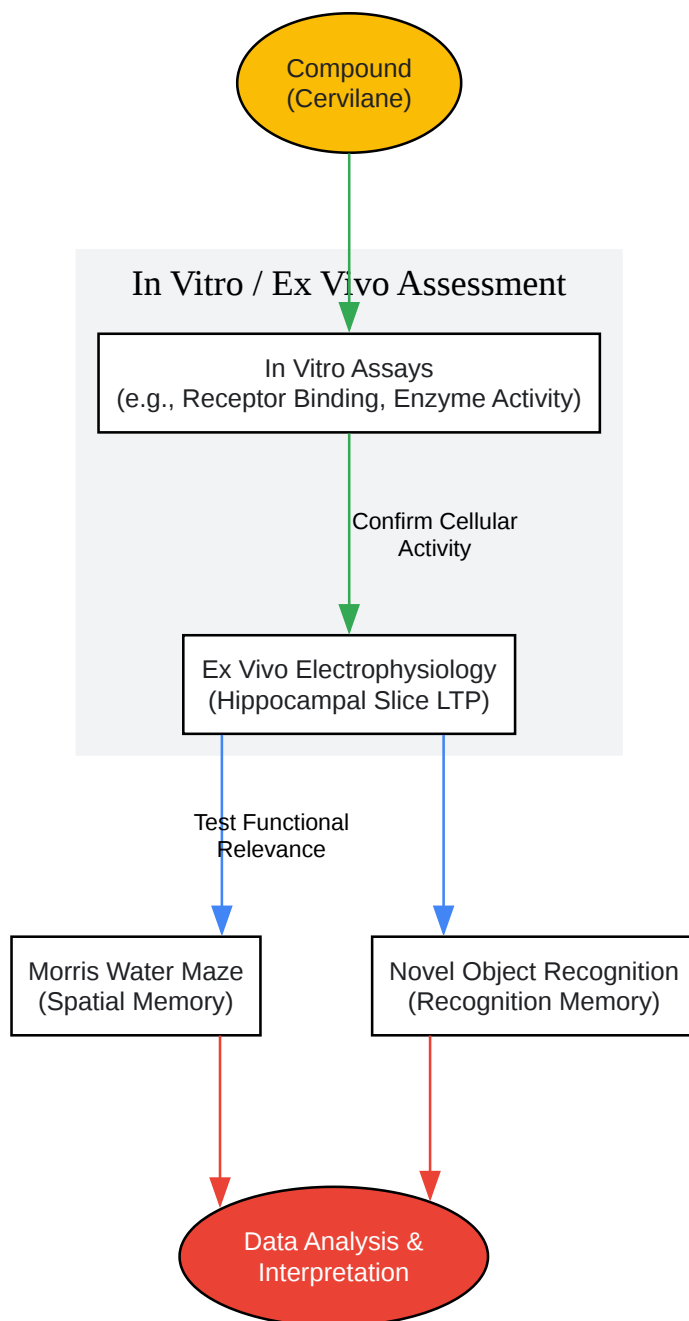 Compound
(Cervilane)
In Vitro / Ex Vivo Assessment
In Vitro Assays
(e.g., Receptor Binding, Enzyme Activity)
Confirm Cellular
Activity
Ex Vivo Electrophysiology
(Hippocampal Slice LTP)
Test Functional
Relevance
Morris Water Maze
(Spatial Memory)
Novel Object Recognition
(Recognition Memory)
Data Analysis &
Interpretation